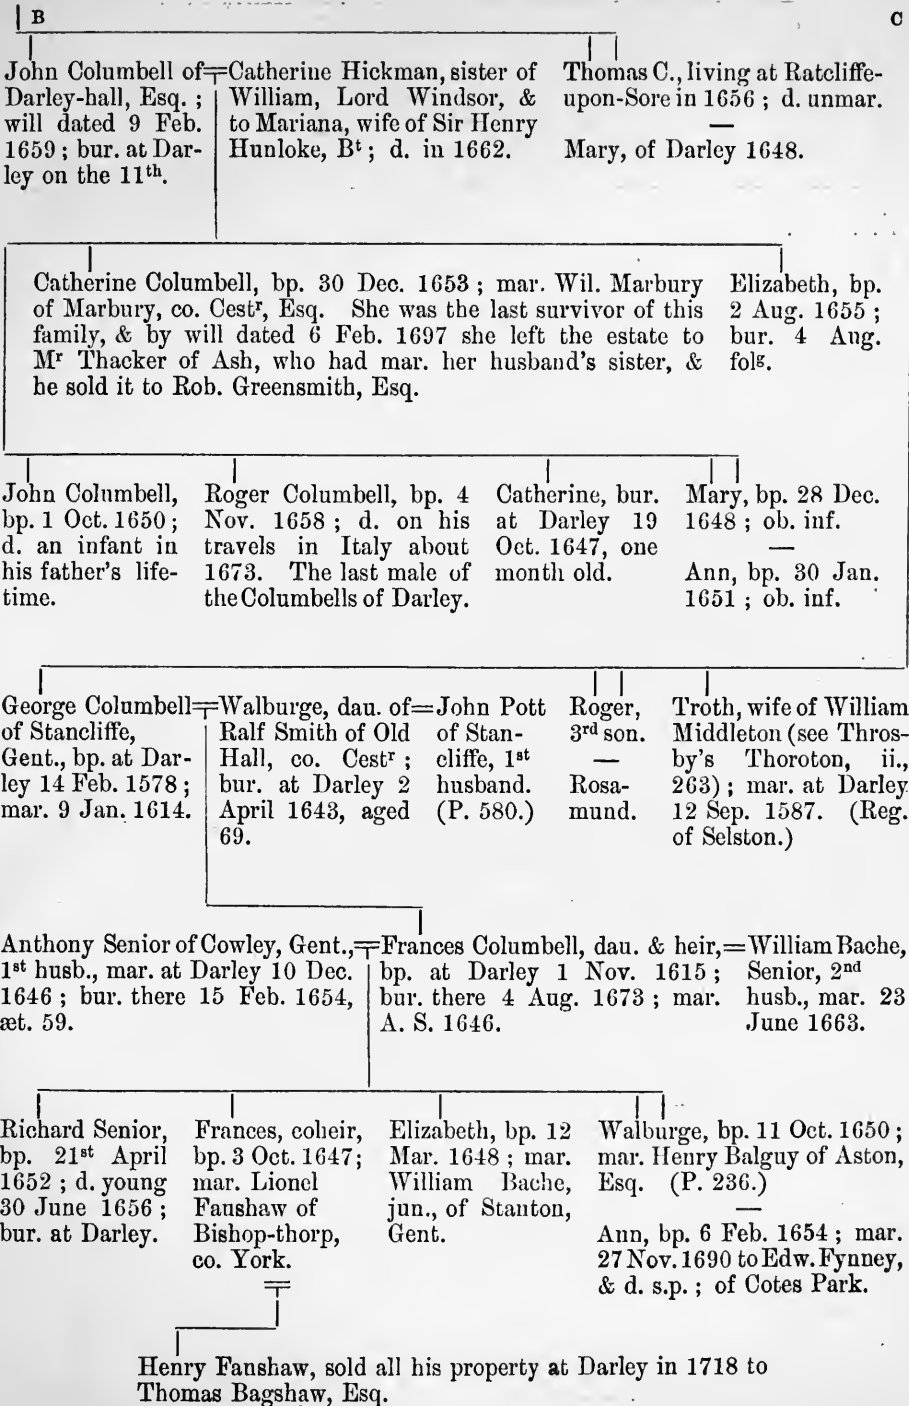 B
C
John Columbell of
Darley-hall, Esq. ;
will dated 9 Feb.
1659 ; bur. at Dar-
ley on the 11th.
Catherine Hickman, sister of
William, Lord Windsor, &
to Mariana, wife of Sir Henry
Hunloke, Bt ; d. in 1662.
Thomas C., living at Ratcliffe-
upon-Sore in 1656 ; d. unmar.
—
Mary, of Darley 1648.
Catherine Columbell, bp. 30 Dec. 1653 ; mar. Wil. Marbury
of Marbury, co. Cestr, Esq. She was the last survivor of this
family, & by will dated 6 Feb. 1697 she left the estate to
Mr Thacker of Ash, who had mar. her husband's sister, &
he sold it to Rob. Greensmith, Esq.
Elizabeth, bp.
2 Aug. 1655 ;
bur. 4 Aug.
folg.
John Columbell,
bp. 1 Oct. 1650 ;
d. an infant in
his father's life-
time.
Roger Columbell, bp. 4
Nov. 1658 ; d. on his
travels in Italy about
1673. The last male of
the Columbells of Darley.
Catherine, bur.
at Darley 19
Oct. 1647, one
month old.
Mary, bp. 28 Dec.
1648 ; ob. inf.
—
Ann, bp. 30 Jan.
1651 ; ob. inf.
George Columbell
of Stancliffe,
Gent., bp. at Dar-
ley 14 Feb. 1578 ;
mar. 9 Jan. 1614.
Walburge, dau. of
Ralf Smith of Old
Hall, co. Cestr ;
bur. at Darley 2
April 1643, aged
69.
John Pott
of Stan-
cliffe, 1st
husband.
(P. 580.)
Roger,
3rd son.
—
Rosa-
mund.
Troth, wife of William
Middleton (see Thros-
by's Thoroton, ii.,
263) ; mar. at Darley
12 Sep. 1587. (Reg.
of Selston.)
Anthony Senior of Cowley, Gent.,
1st husb., mar. at Darley 10 Dec.
1646 ; bur. there 15 Feb. 1654,
æt. 59.
Frances Columbell, dau. & heir,
bp. at Darley 1 Nov. 1615 ;
bur. there 4 Aug. 1673 ; mar.
A. S. 1646.
William Bache,
Senior, 2nd
husb., mar. 23
June 1663.
Richard Senior,
bp. 21st April
1652 ; d. young
30 June 1656 ;
bur. at Darley.
Frances, coheir,
bp. 3 Oct. 1647;
mar. Lionel
Fanshaw of
Bishop-thorp,
co. York.
Elizabeth, bp. 12
Mar. 1648 ; mar.
William Bache,
jun., of Stanton,
Gent.
Walburge, bp. 11 Oct. 1650 ;
mar. Henry Balguy of Aston,
Esq. (P. 236.)
—
Ann, bp. 6 Feb. 1654 ; mar.
27 Nov. 1690 to Edw. Fynney,
& d. s.p. ; of Cotes Park.
Henry Fanshaw, sold all his property at Darley in 1718 to
Thomas Bagshaw, Esq.